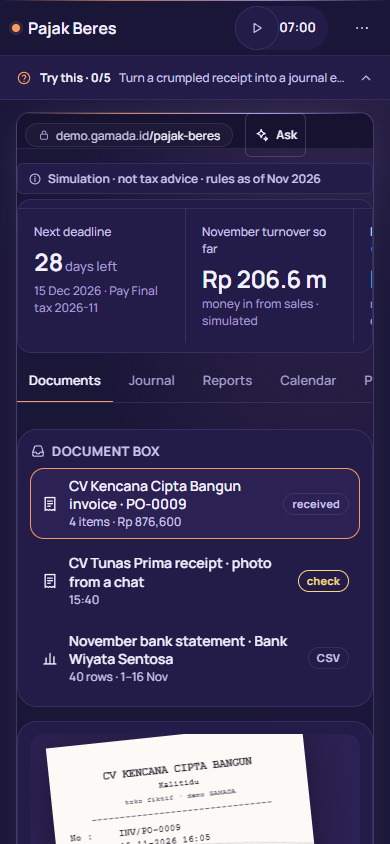 Pajak Beres
07:00
Try this · 0/5 Turn a crumpled receipt into a journal e...
demo.gamada.id/pajak-beres
Ask
Simulation · not tax advice · rules as of Nov 2026
Next deadline
28 days left
15 Dec 2026 · Pay Final
tax 2026-11
November turnover so
far
Rp 206.6 m
money in from sales ·
simulated
Documents
Journal
Reports
Calendar
P
DOCUMENT BOX
CV Kencana Cipta Bangun
invoice · PO-0009
4 items · Rp 876,600
received
CV Tunas Prima receipt · photo
from a chat
15:40
check
November bank statement · Bank
Wiyata Sentosa
40 rows · 1–16 Nov
CSV
CV KENCANA CIPTA BANGUN
Kalitidu
toko fiktif · demo GAMADA
No : INV/PO-0009
-11-2026 16:05